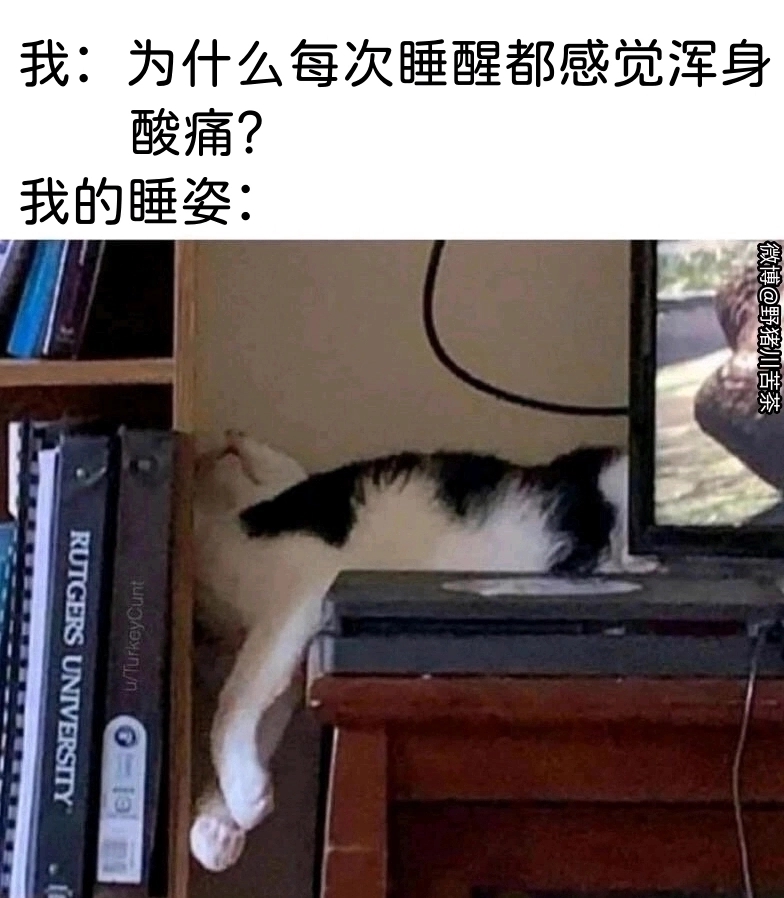 我：为什么每次睡醒都感觉浑身
酸痛？
我的睡姿：
微博@野猪川苦茶
RUTGERS UNIVERSITY
u/TurkeyCunt